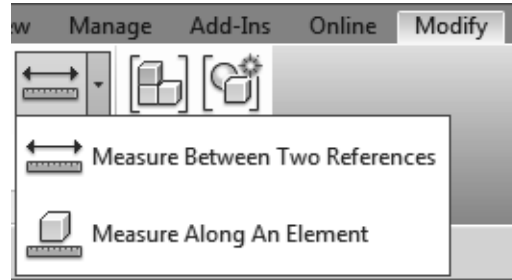 Manage Add-Ins Online Modify
Measure Between Two References
Measure Along An Element